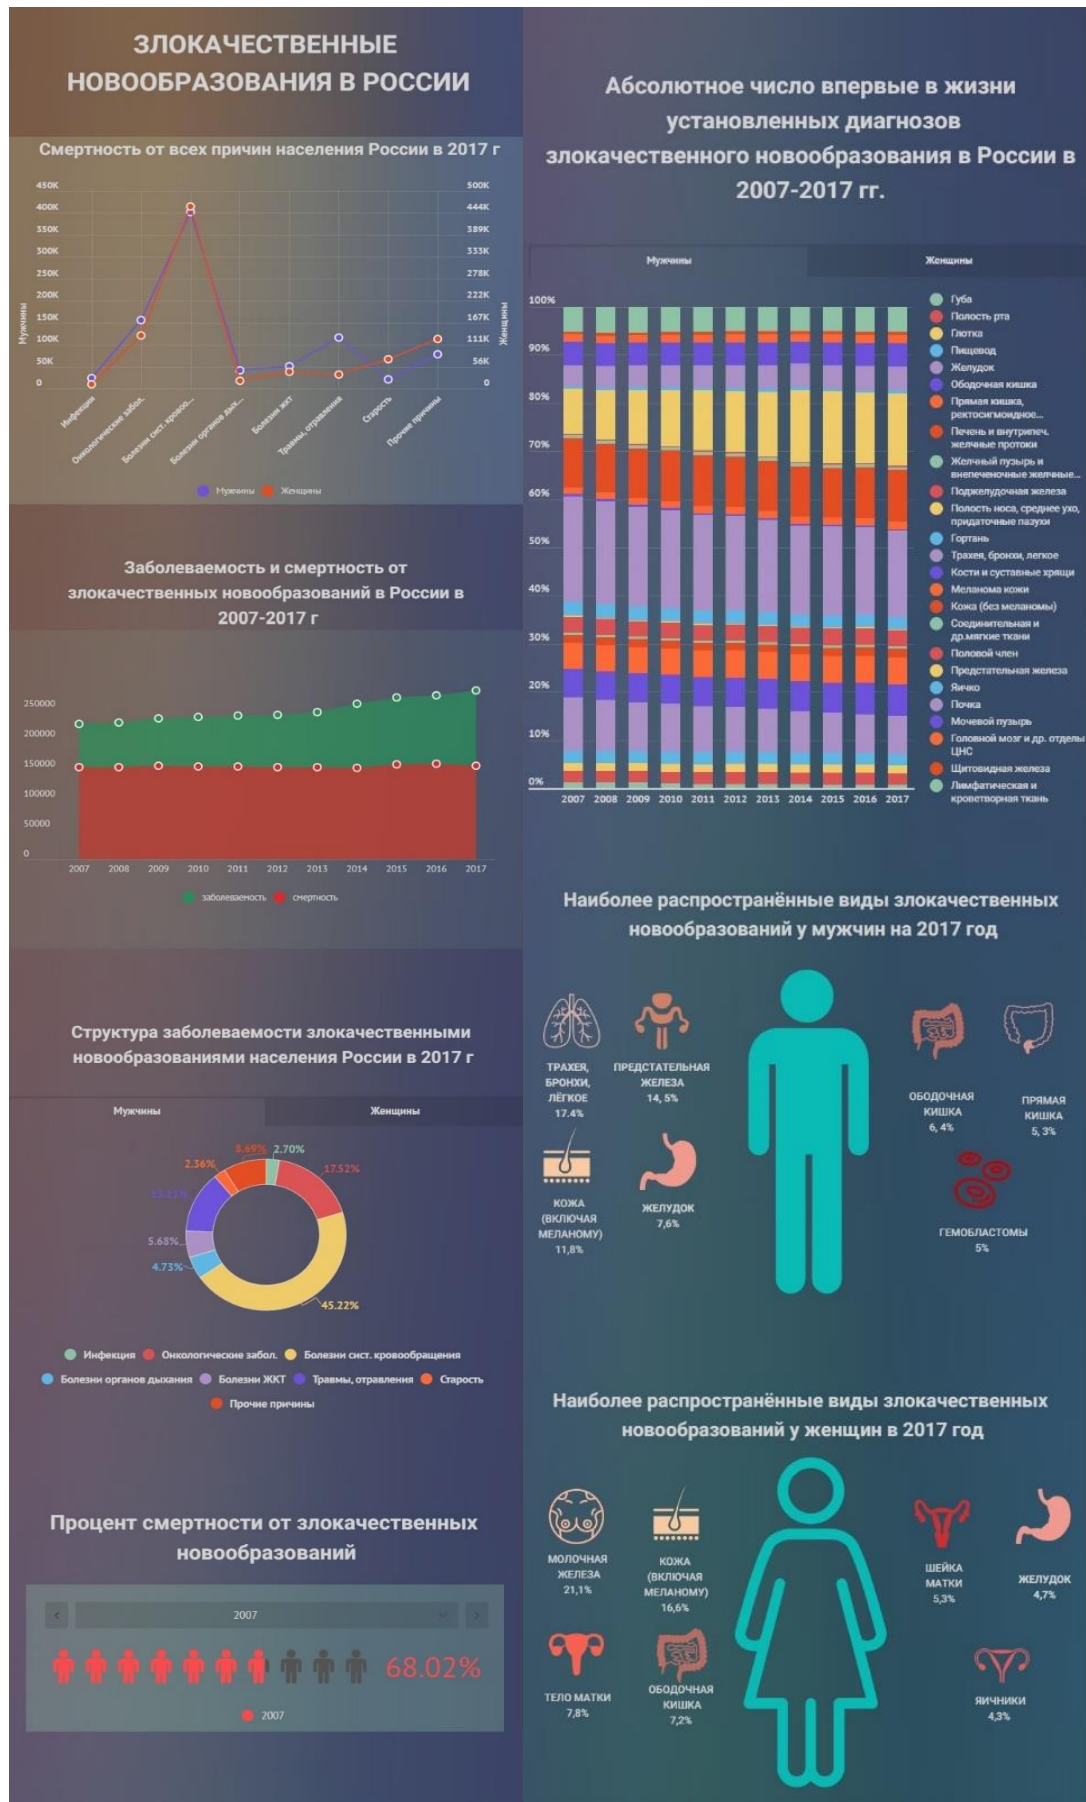 ЗЛОКАЧЕСТВЕННЫЕ
НОВООБРАЗОВАНИЯ В РОССИИ
Смертность от всех причин населения России в 2017 г
450K
400K
350K
300K
250K
200K
150K
100K
50K
0
Мужчины
500K
444K
389K
333K
278K
222K
167K
111K
56K
0
Женщины
Инфекция
Онкологические забол.
Болезни сист. кровоо...
Болезни органов дых...
Болезни жкт
Травмы, отравления
Старость
Прочие причины
Мужчины Женщины
Заболеваемость и смертность от
злокачественных новообразований в России в
2007-2017 г
250000
200000
150000
100000
50000
0
2007 2008 2009 2010 2011 2012 2013 2014 2015 2016 2017
заболеваемость смертность
Структура заболеваемости злокачественными
новообразованиями населения России в 2017 г
Мужчины Женщины
8.69% 2.70%
2.36% 17.52%
5.68%
4.73%
45.22%
Инфекция Онкологические забол. Болезни сист. кровообращения
Болезни органов дыхания Болезни ЖКТ Травмы, отравления Старость
Прочие причины
Процент смертности от злокачественных
новообразований
2007
68.02%
2007
Абсолютное число впервые в жизни
установленных диагнозов
злокачественного новообразования в России в
2007-2017 гг.
Мужчины Женщины
100%
90%
80%
70%
60%
50%
40%
30%
20%
10%
0%
2007 2008 2009 2010 2011 2012 2013 2014 2015 2016 2017
Губа
Полость рта
Глотка
Пищевод
Желудок
Ободочная кишка
Прямая кишка,
ректосигмоидное...
Печень и внутрипеч.
желчные протоки
Желчный пузырь и
внепеченочные желчные...
Поджелудочная железа
Полость носа, среднее ухо,
придаточные пазухи
Гортань
Трахея, бронхи, легкое
Кости и суставные хрящи
Меланома кожи
Кожа (без меланомы)
Соединительная и
др.мягкие ткани
Половой член
Предстательная железа
Яичко
Почка
Мочевой пузырь
Головной мозг и др. отделы
ЦНС
Щитовидная железа
Лимфатическая и
кроветворная ткань
Наиболее распространённые виды злокачественных
новообразований у мужчин на 2017 год
ТРАХЕЯ,
БРОНХИ,
ЛЁГКОЕ
17.4%
ПРЕДСТАТЕЛЬНАЯ
ЖЕЛЕЗА
14, 5%
ОБОДОЧНАЯ
КИШКА
6, 4%
ПРЯМАЯ
КИШКА
5, 3%
КОЖА
(ВКЛЮЧАЯ
МЕЛАНОМУ)
11,8%
ЖЕЛУДОК
7,6%
ГЕМОБЛАСТОМЫ
5%
Наиболее распространённые виды злокачественных
новообразований у женщин в 2017 год
МОЛОЧНАЯ
ЖЕЛЕЗА
21,1%
КОЖА
(ВКЛЮЧАЯ
МЕЛАНОМУ)
16,6%
ШЕЙКА
МАТКИ
5,3%
ЖЕЛУДОК
4,7%
ТЕЛО МАТКИ
7,8%
ОБОДОЧНАЯ
КИШКА
7,2%
ЯИЧНИКИ
4,3%